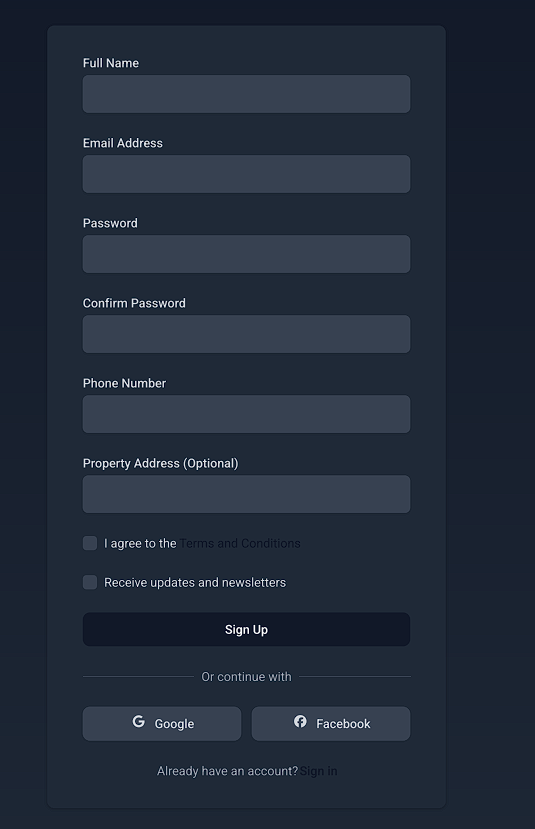 Full Name
Email Address
Password
Confirm Password
Phone Number
Property Address (Optional)
I agree to the Terms and Conditions
Receive updates and newsletters
Sign Up
Or continue with
Google Facebook
Already have an account? Sign in